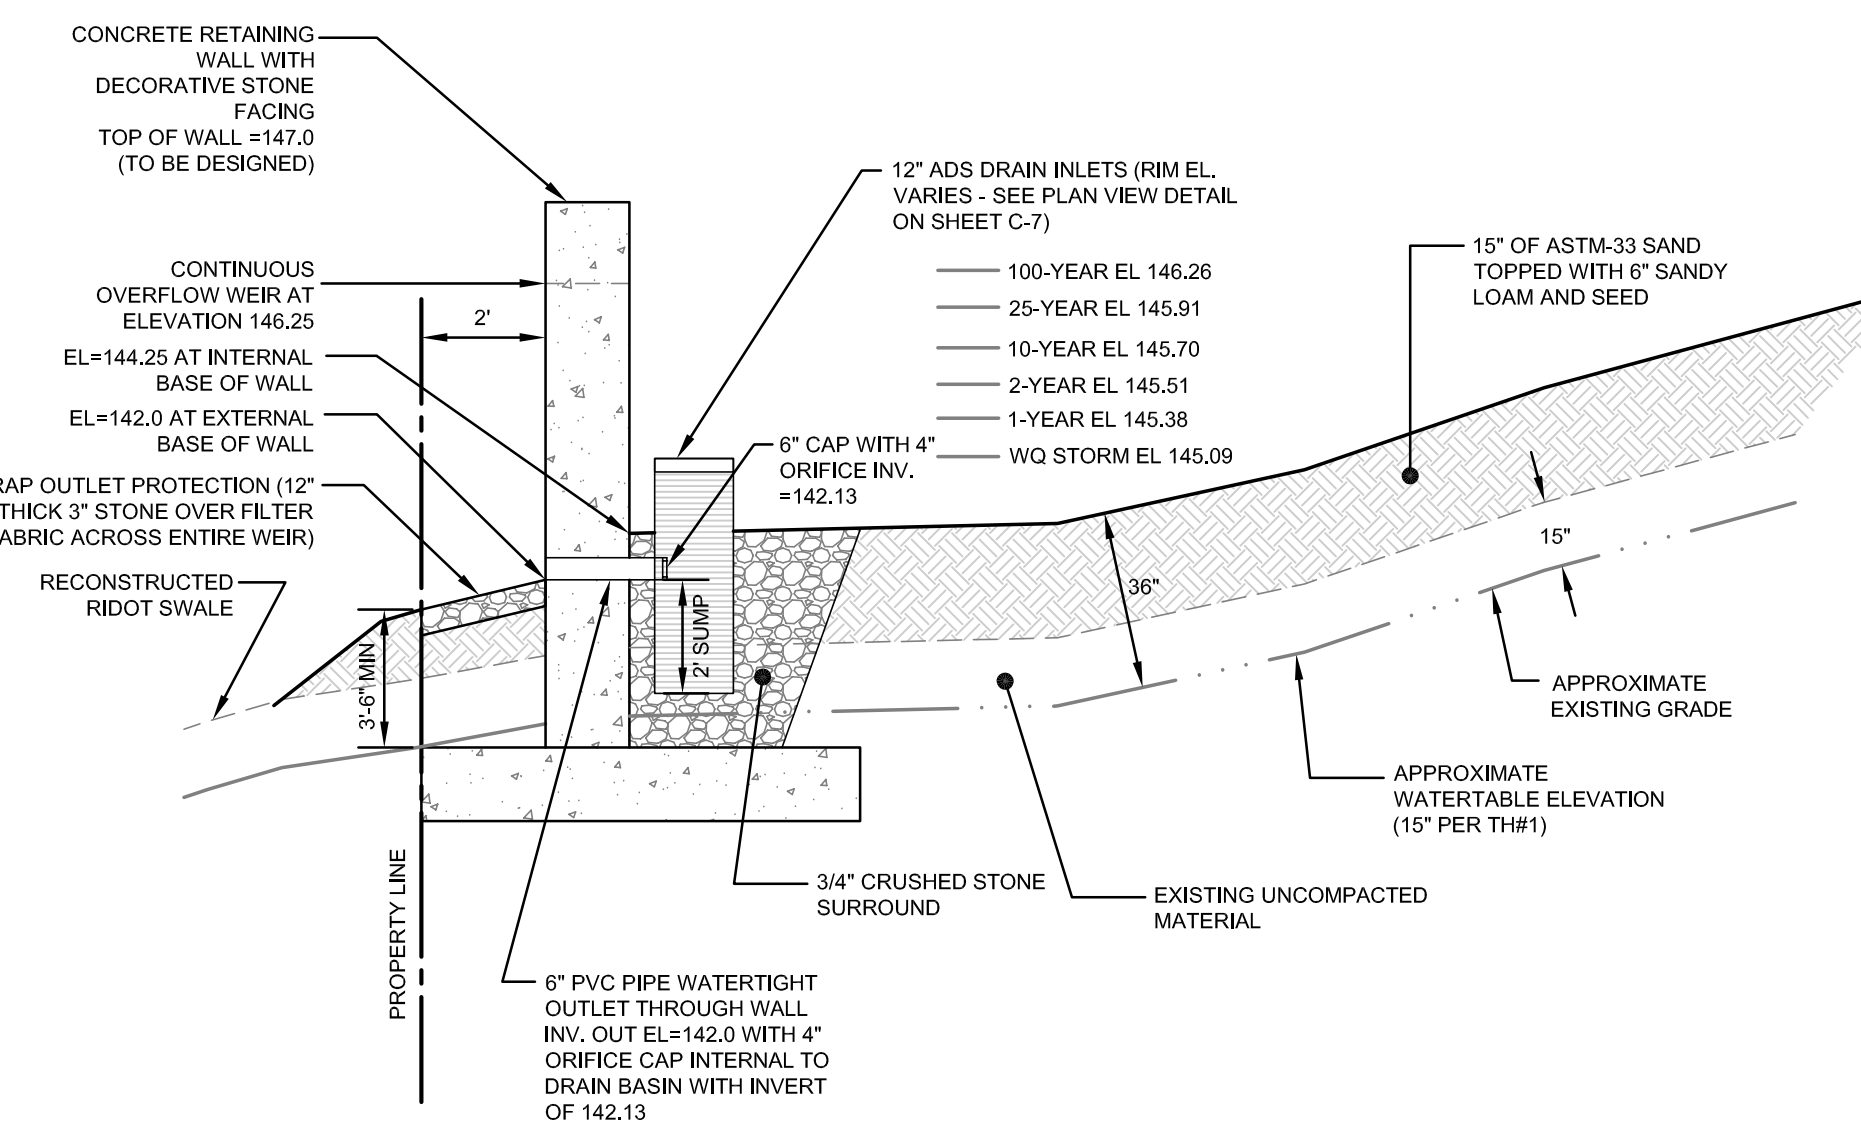 CONCRETE RETAINING
WALL WITH
DECORATIVE STONE
FACING
TOP OF WALL =147.0
(TO BE DESIGNED)
12" ADS DRAIN INLETS (RIM EL.
VARIES - SEE PLAN VIEW DETAIL
ON SHEET C-7)
15" OF ASTM-33 SAND
TOPPED WITH 6" SANDY
LOAM AND SEED
CONTINUOUS
OVERFLOW WEIR AT
ELEVATION 146.25
2'
100-YEAR EL 146.26
25-YEAR EL 145.91
10-YEAR EL 145.70
2-YEAR EL 145.51
1-YEAR EL 145.38
WQ STORM EL 145.09
EL=144.25 AT INTERNAL
BASE OF WALL
EL=142.0 AT EXTERNAL
BASE OF WALL
6" CAP WITH 4"
ORIFICE INV.
=142.13
RAP OUTLET PROTECTION (12"
THICK 3" STONE OVER FILTER
ABRIC ACROSS ENTIRE WEIR)
RECONSTRUCTED
RIDOT SWALE
3'-6" MIN
2' SUMP
36"
15"
APPROXIMATE
EXISTING GRADE
APPROXIMATE
WATERTABLE ELEVATION
(15" PER TH#1)
3/4" CRUSHED STONE
SURROUND
EXISTING UNCOMPACTED
MATERIAL
PROPERTY LINE
6" PVC PIPE WATERTIGHT
OUTLET THROUGH WALL
INV. OUT EL=142.0 WITH 4"
ORIFICE CAP INTERNAL TO
DRAIN BASIN WITH INVERT
OF 142.13